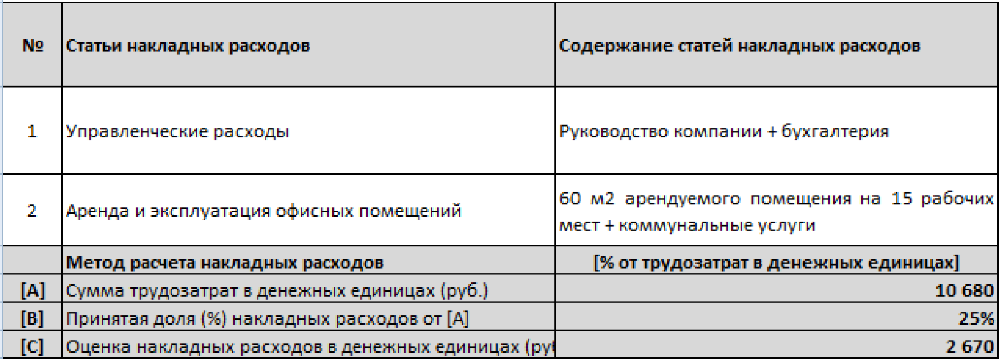 № Статьи накладных расходов Содержание статей накладных расходов
1 Управленческие расходы Руководство компании + бухгалтерия
2 Аренда и эксплуатация офисных помещений 60 м2 арендуемого помещения на 15 рабочих
мест + коммунальные услуги
Метод расчета накладных расходов [% от трудозатрат в денежных единицах]
[A] Сумма трудозатрат в денежных единицах (руб.) 10 680
[B] Принятая доля (%) накладных расходов от [A] 25%
[C] Оценка накладных расходов в денежных единицах (руб 2 670